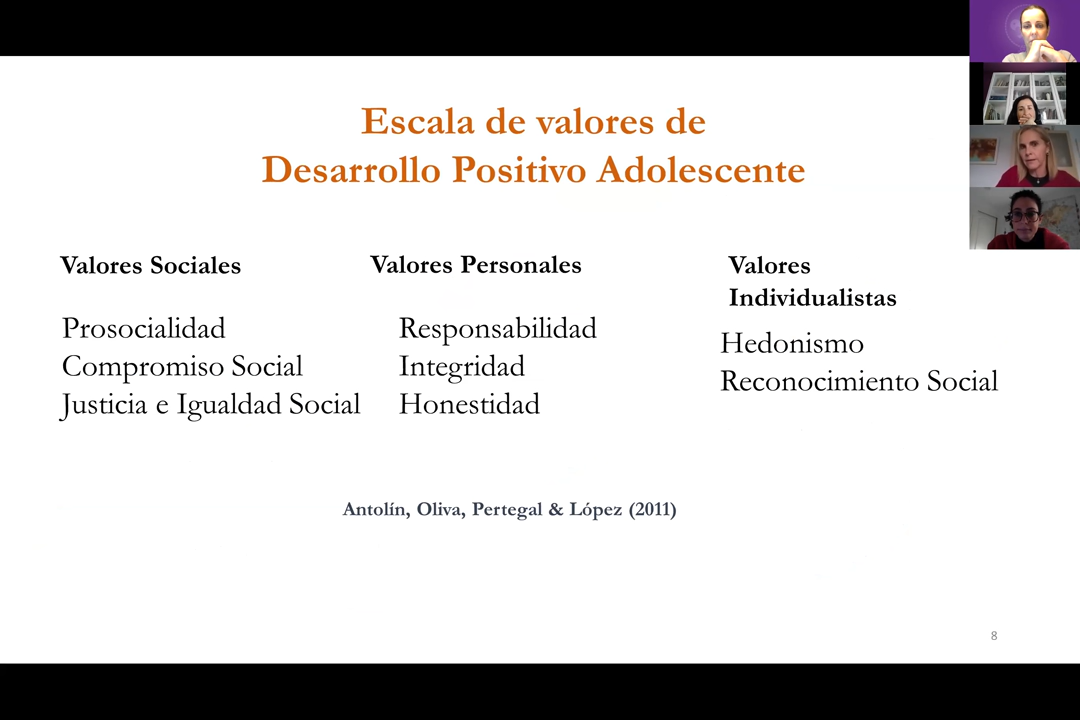 Escala de valores de
Desarrollo Positivo Adolescente
Valores Sociales
Prosocialidad
Compromiso Social
Justicia e Igualdad Social
Valores Personales
Responsabilidad
Integridad
Honestidad
Valores
Individualistas
Hedonismo
Reconocimiento Social
Antolín, Oliva, Pertegal & López (2011)
8